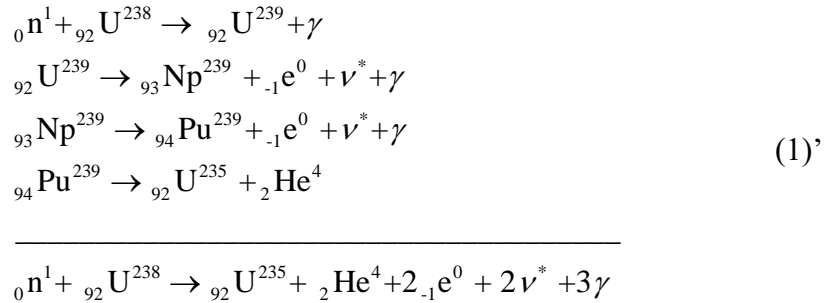 ₀n¹+₉₂U²³⁸ → ₉₂U²³⁹+γ
₉₂U²³⁹ → ₉₃Np²³⁹ + ₋₁e⁰ + ν*+γ
₉₃Np²³⁹ → ₉₄Pu²³⁹+ ₋₁e⁰ + ν*+γ
(1)’
₉₄Pu²³⁹ → ₉₂U²³⁵ + ₂He⁴
₀n¹+ ₉₂U²³⁸ → ₉₂U²³⁵+ ₂He⁴+2₋₁e⁰ + 2ν* +3γ